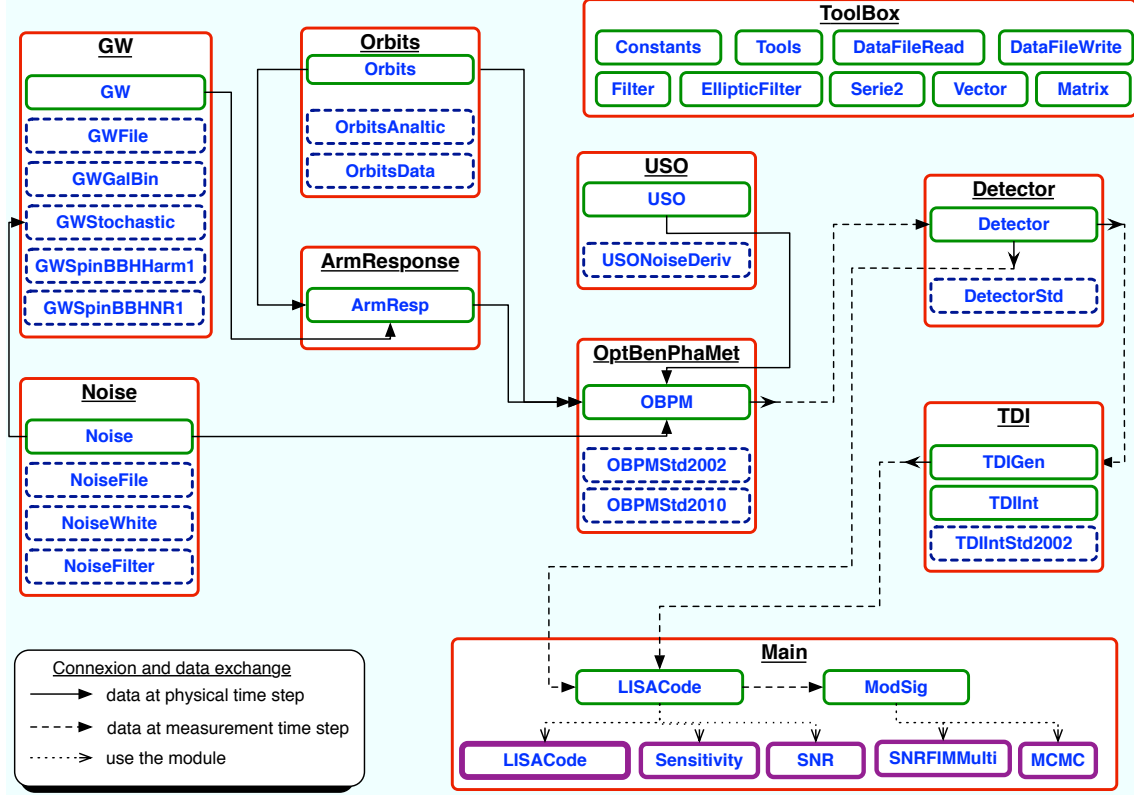 GW
GW
GWFile
GWGalBin
GWStochastic
GWSpinBBHHarm1
GWSpinBBHNR1
Orbits
Orbits
OrbitsAnaltic
OrbitsData
ToolBox
Constants
Tools
DataFileRead
DataFileWrite
Filter
EllipticFilter
Serie2
Vector
Matrix
USO
USO
USONoiseDeriv
Detector
Detector
DetectorStd
ArmResponse
ArmResp
OptBenPhaMet
OBPM
OBPMStd2002
OBPMStd2010
Noise
Noise
NoiseFile
NoiseWhite
NoiseFilter
TDI
TDIGen
TDIInt
TDIIntStd2002
Connexion and data exchange
data at physical time step
data at measurement time step
use the module
Main
LISACode
ModSig
LISACode
Sensitivity
SNR
SNRFIMMulti
MCMC